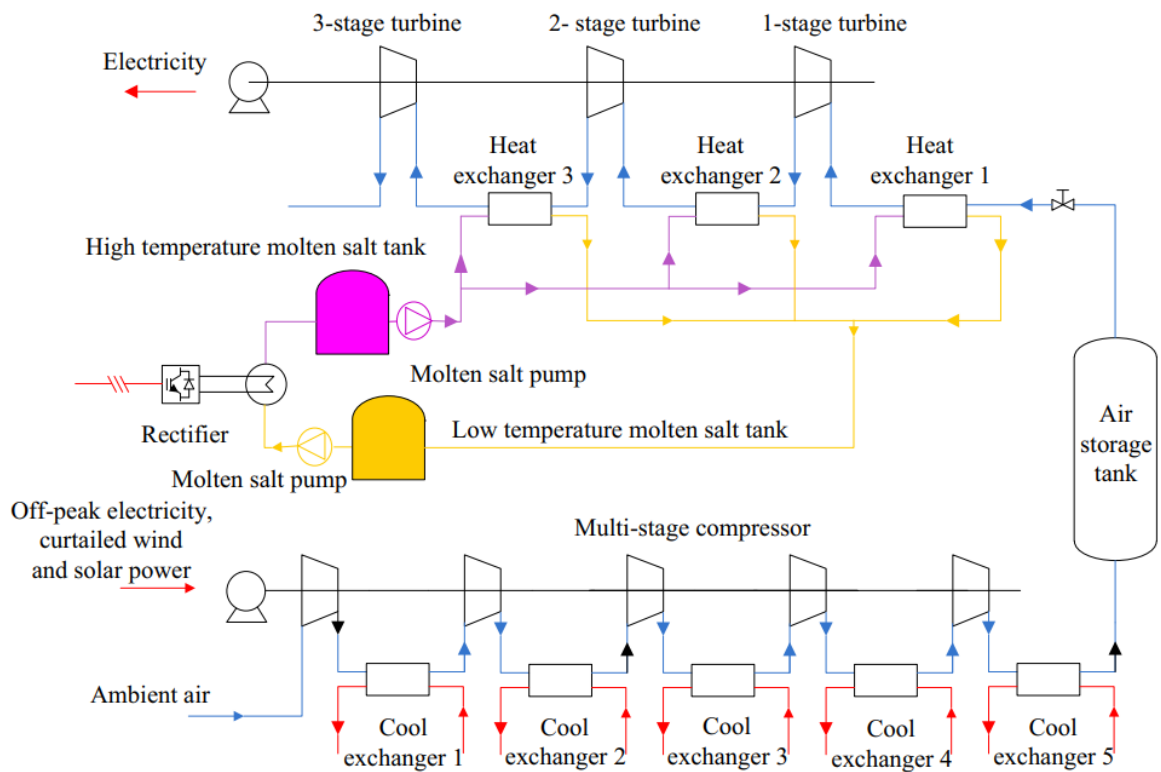 3-stage turbine
2- stage turbine
1-stage turbine
Electricity
Heat
exchanger 3
Heat
exchanger 2
Heat
exchanger 1
High temperature molten salt tank
Molten salt pump
Rectifier
Low temperature molten salt tank
Molten salt pump
Air
storage
tank
Off-peak electricity,
curtailed wind
and solar power
Multi-stage compressor
Ambient air
Cool
exchanger 1
Cool
exchanger 2
Cool
exchanger 3
Cool
exchanger 4
Cool
exchanger 5